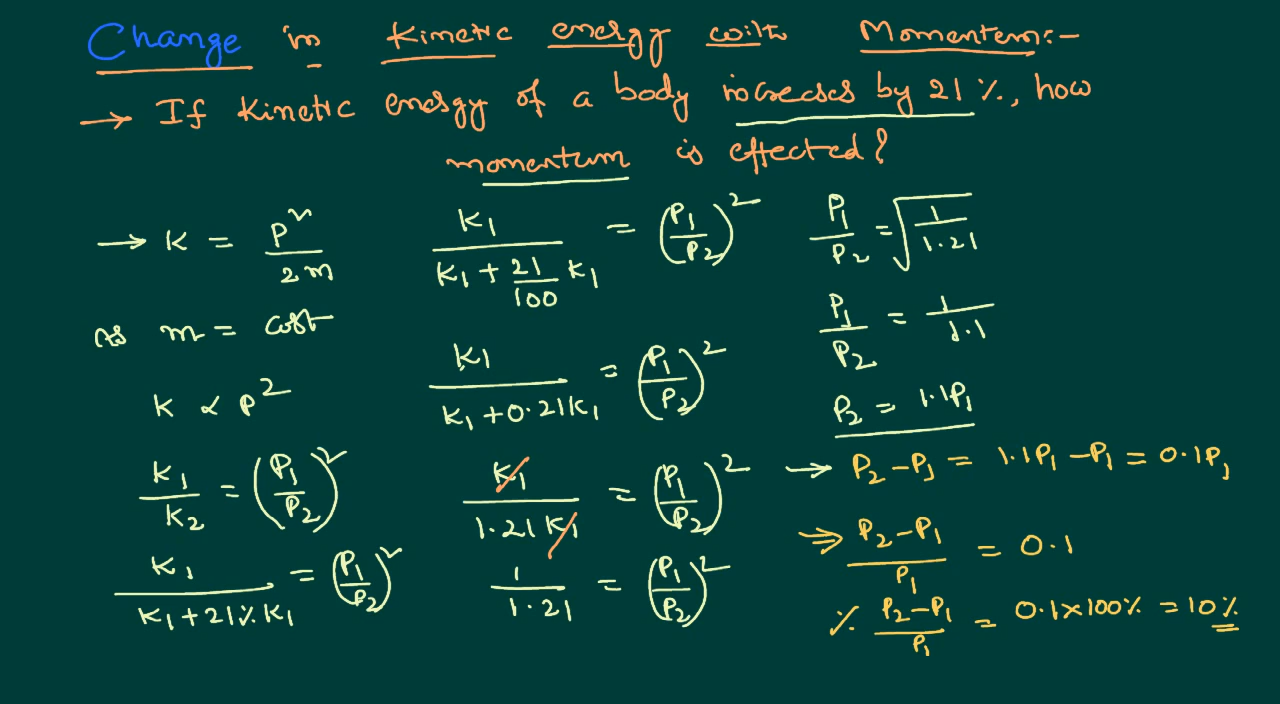 Change in Kinetic energy with Momentem:-
→ If Kinetic energy of a body increases by 21 %, how
momentum is effected?
→ K = P²/2m
As m = const
K ∝ P²
K₁/K₂ = (P₁/P₂)²
K₁/(K₁ + 21% K₁) = (P₁/P₂)²
K₁/(K₁ + 21/100 K₁) = (P₁/P₂)²
K₁/(K₁ + 0.21K₁) = (P₁/P₂)²
K₁/(1.21 K₁) = (P₁/P₂)²
1/1.21 = (P₁/P₂)²
P₁/P₂ = √(1/1.21)
P₁/P₂ = 1/1.1
P₂ = 1.1P₁
→ P₂ - P₁ = 1.1P₁ - P₁ = 0.1P₁
⇒ (P₂ - P₁)/P₁ = 0.1
% (P₂ - P₁)/P₁ = 0.1 × 100% = 10%